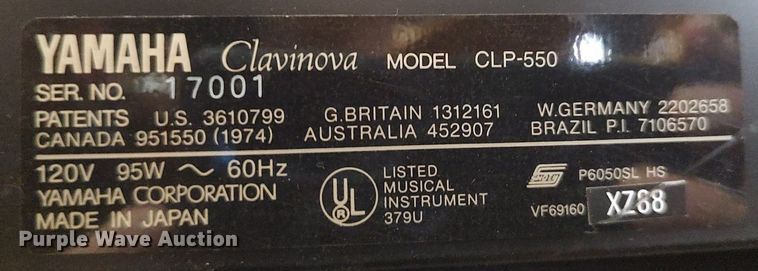 YAMAHA Clavinova MODEL CLP-550
SER. NO. 17001
PATENTS U.S. 3610799 G.BRITAIN 1312161 W.GERMANY 2202658
CANADA 951550 (1974) AUSTRALIA 452907 BRAZIL P.I. 7106570
120V 95W ~ 60Hz
YAMAHA CORPORATION
MADE IN JAPAN
UL
LISTED
MUSICAL
INSTRUMENT
379U
P6050SL HS
VF69160 XZ68
Purple Wave Auction